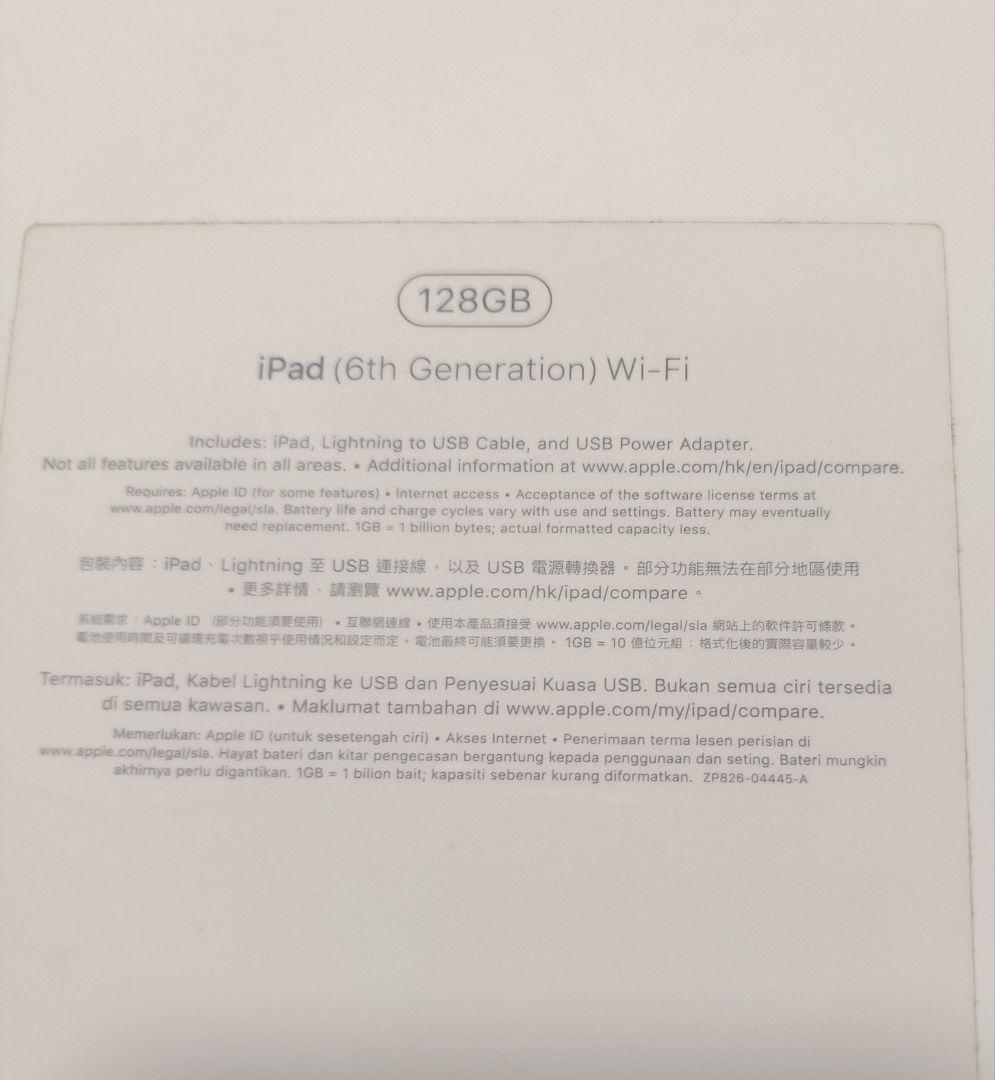 128GB
iPad (6th Generation) Wi-Fi
Includes: iPad, Lightning to USB Cable, and USB Power Adapter.
Not all features available in all areas. • Additional information at www.apple.com/hk/en/ipad/compare.
Requires: Apple ID (for some features) • Internet access • Acceptance of the software license terms at
www.apple.com/legal/sla. Battery life and charge cycles vary with use and settings. Battery may eventually
need replacement. 1GB = 1 billion bytes; actual formatted capacity less.
包裝內容：iPad、Lightning 至 USB 連接線，以及 USB 電源轉換器。部分功能無法在部分地區使用
• 更多詳情，請瀏覽 www.apple.com/hk/ipad/compare。
系統需求：Apple ID （部分功能須要使用） • 互聯網連線 • 使用本產品須接受 www.apple.com/legal/sla 網站上的軟件許可條款。
電池使用時間及可循環充電次數視乎使用情況和設定而定。電池最終可能須要更換。 1GB = 10 億位元組；格式化後的實際容量較少。
Termasuk: iPad, Kabel Lightning ke USB dan Penyesuai Kuasa USB. Bukan semua ciri tersedia
di semua kawasan. • Maklumat tambahan di www.apple.com/my/ipad/compare.
Memerlukan: Apple ID (untuk sesetengah ciri) • Akses Internet • Penerimaan terma lesen perisian di
www.apple.com/legal/sla. Hayat bateri dan kitar pengecasan bergantung kepada penggunaan dan seting. Bateri mungkin
akhirnya perlu digantikan. 1GB = 1 bilion bait; kapasiti sebenar kurang diformatkan. ZP826-04445-A